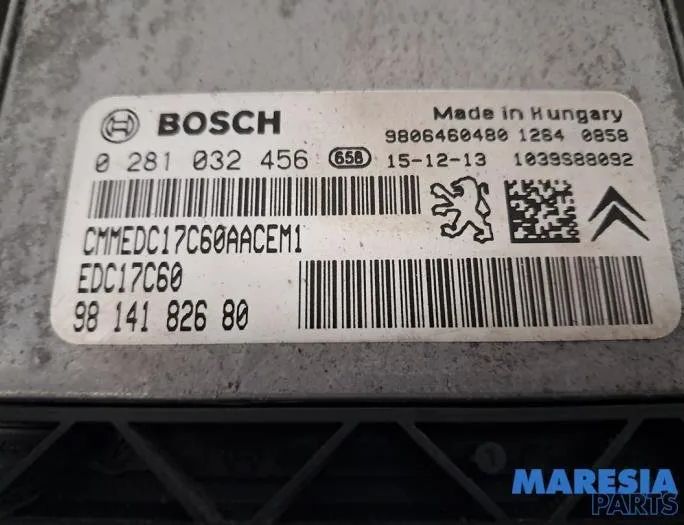 BOSCH
Made in Hungary
9806460480 1264 0858
0 281 032 456 658 15-12-13 1039S88092
CMMEDC17C60AACEM1
EDC17C60
98 141 826 80
MARESIA
PARTS